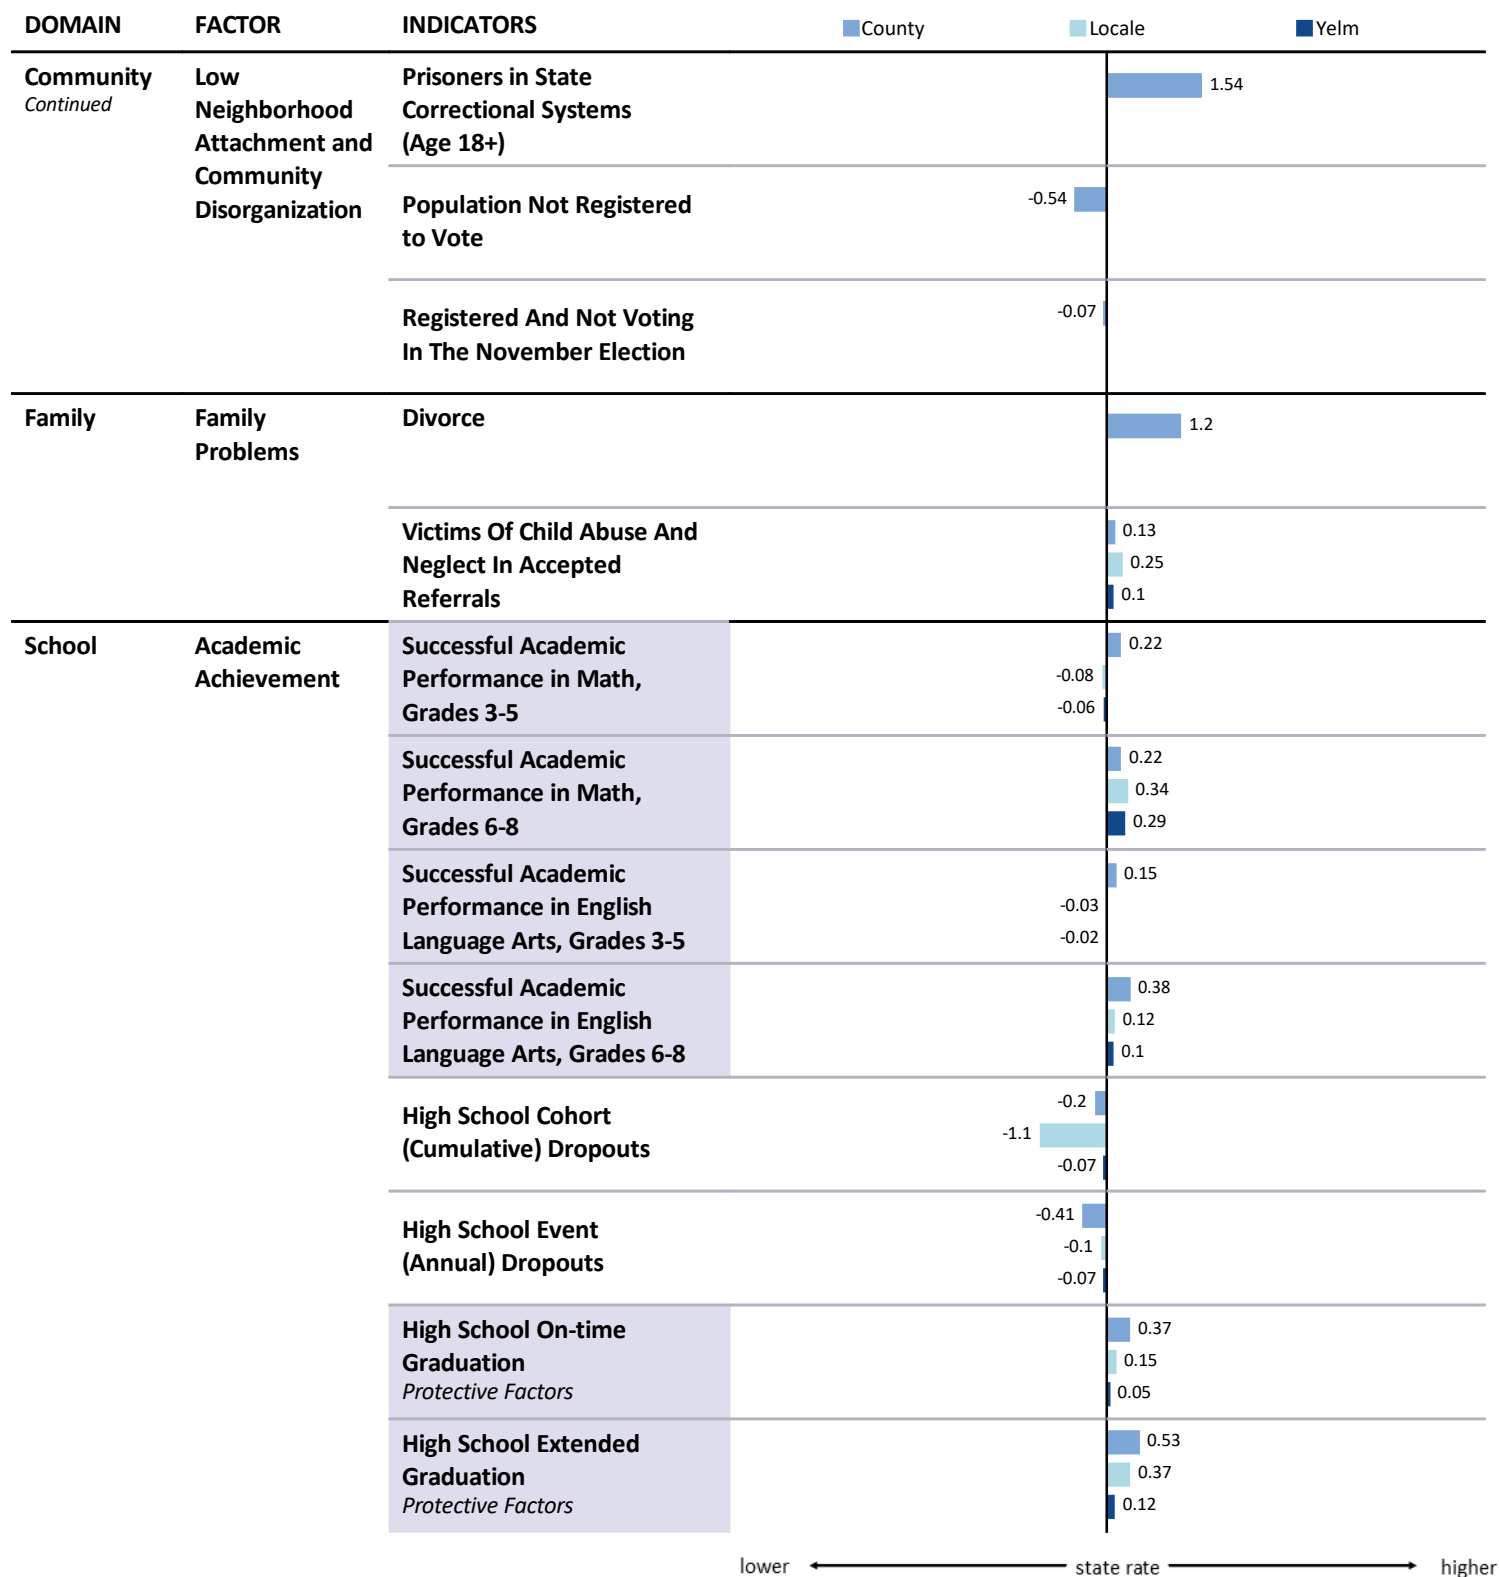 DOMAIN FACTOR INDICATORS County Locale Yelm
Community
Continued
Low
Neighborhood
Attachment and
Community
Disorganization
Prisoners in State
Correctional Systems
(Age 18+)
1.54
Population Not Registered
to Vote
-0.54
Registered And Not Voting
In The November Election
-0.07
Family
Family
Problems
Divorce
1.2
Victims Of Child Abuse And
Neglect In Accepted
Referrals
0.13
0.25
0.1
School
Academic
Achievement
Successful Academic
Performance in Math,
Grades 3-5
0.22
-0.08
-0.06
Successful Academic
Performance in Math,
Grades 6-8
0.22
0.34
0.29
Successful Academic
Performance in English
Language Arts, Grades 3-5
0.15
-0.03
-0.02
Successful Academic
Performance in English
Language Arts, Grades 6-8
0.38
0.12
0.1
High School Cohort
(Cumulative) Dropouts
-0.2
-1.1
-0.07
High School Event
(Annual) Dropouts
-0.41
-0.1
-0.07
High School On-time
Graduation
Protective Factors
0.37
0.15
0.05
High School Extended
Graduation
Protective Factors
0.53
0.37
0.12
lower state rate higher